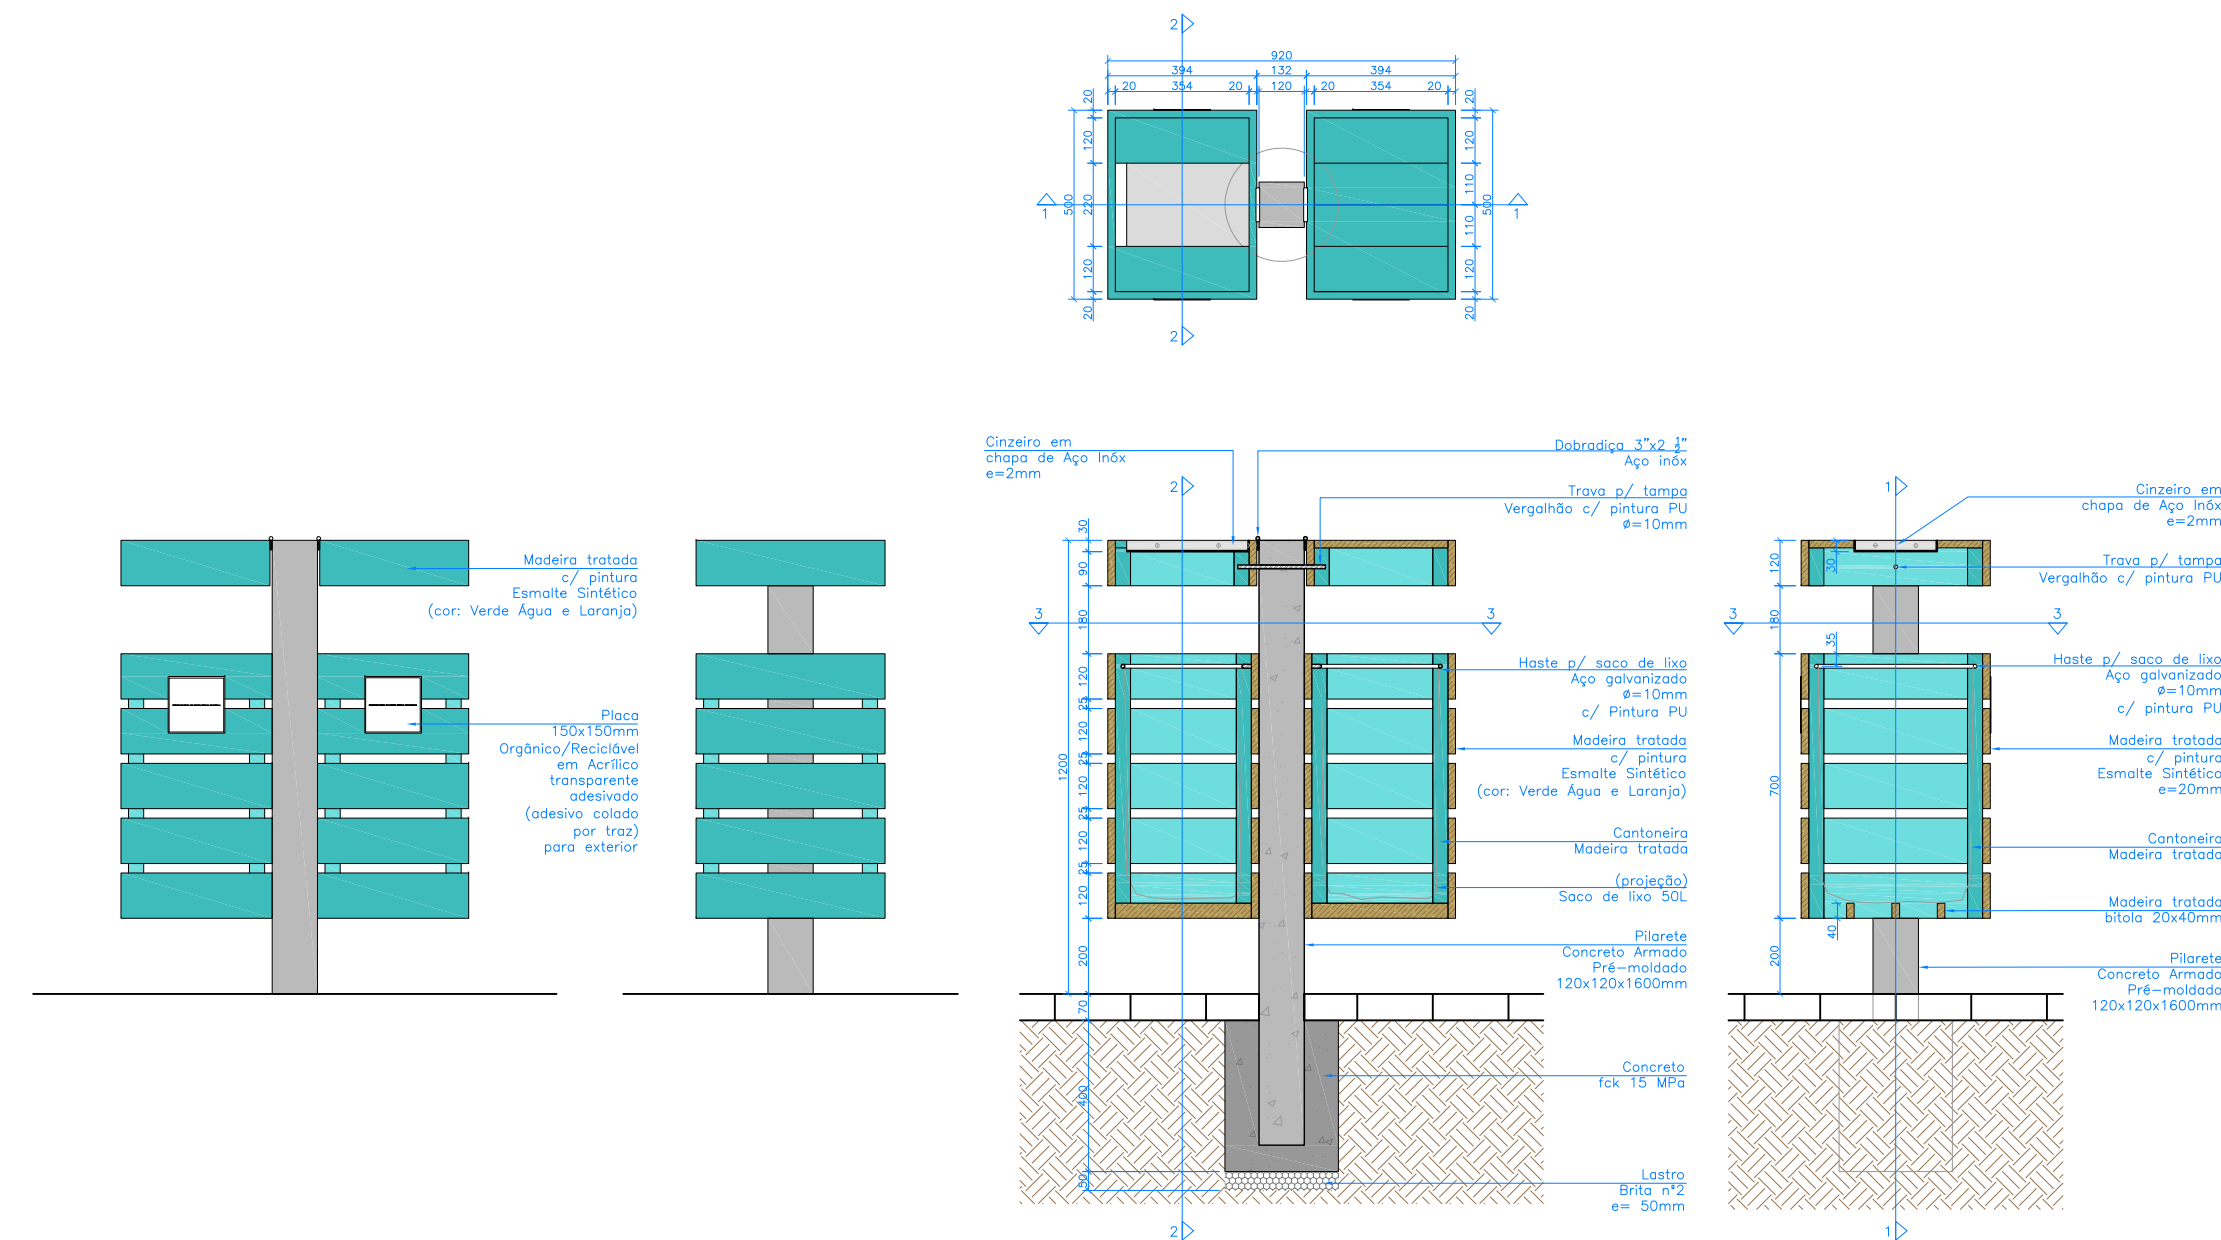 2
920
394
132
394
20
354
20
120
20
354
20
20
120
220
120
20
500
20
120
110
110
120
20
500
1
1
2
Madeira tratada
c/ pintura
Esmalte Sintético
(cor: Verde Água e Laranja)
Placa
150x150mm
Orgânico/Reciclável
em Acrílico
transparente
adesivado
(adesivo colado
por traz)
para exterior
Cinzeiro em
chapa de Aço Inóx
e=2mm
2
Dobradiça 3"x2 1/2"
Aço inóx
Trava p/ tampa
Vergalhão c/ pintura PU
ø=10mm
30
90
180
120
25
120
25
120
25
120
25
120
200
70
400
50
1200
3
3
Haste p/ saco de lixo
Aço galvanizado
ø=10mm
c/ Pintura PU
Madeira tratada
c/ pintura
Esmalte Sintético
(cor: Verde Água e Laranja)
Cantoneira
Madeira tratada
(projeção)
Saco de lixo 50L
Pilarete
Concreto Armado
Pré-moldado
120x120x1600mm
Concreto
fck 15 MPa
Lastro
Brita n°2
e= 50mm
2
1
Cinzeiro em
chapa de Aço Inóx
e=2mm
Trava p/ tampa
Vergalhão c/ pintura PU
120
30
180
35
700
40
200
3
3
Haste p/ saco de lixo
Aço galvanizado
ø=10mm
c/ pintura PU
Madeira tratada
c/ pintura
Esmalte Sintético
e=20mm
Cantoneira
Madeira tratada
Madeira tratada
bitola 20x40mm
Pilarete
Concreto Armado
Pré-moldado
120x120x1600mm
1